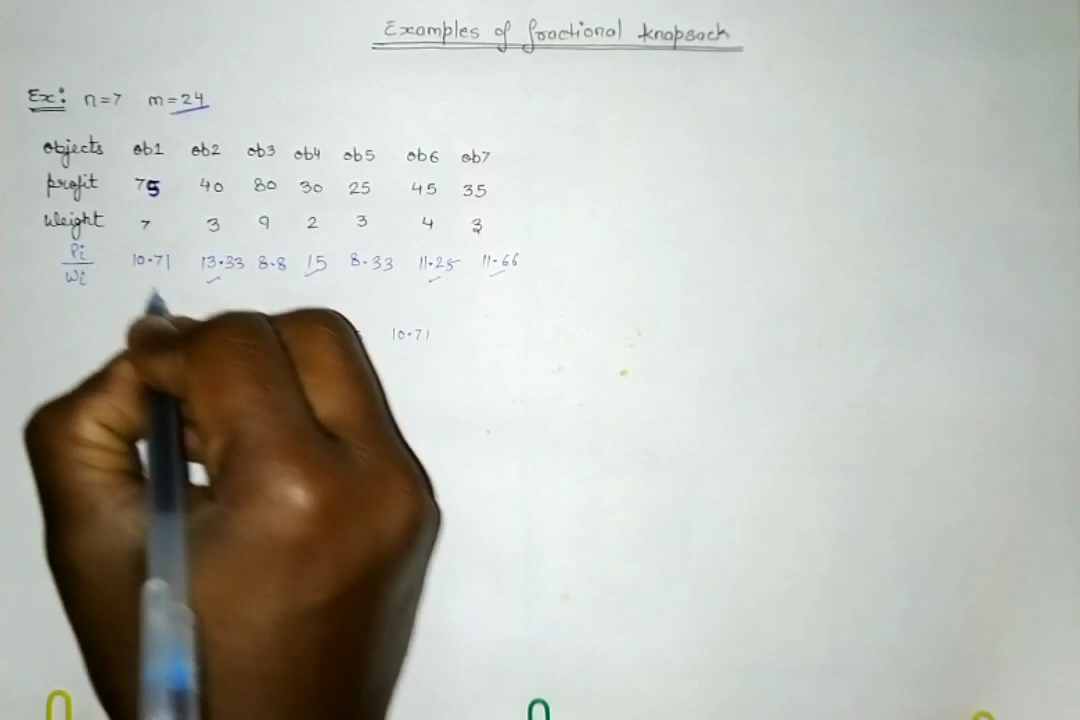 Examples of fractional knapsack
Ex: n=7 m=24
objects ob1 ob2 ob3 ob4 ob5 ob6 ob7
profit 75 40 80 30 25 45 35
Weight 7 3 9 2 3 4 3
Pi/wi 10.71 13.33 8.8 15 8.33 11.25 11.66
10.71